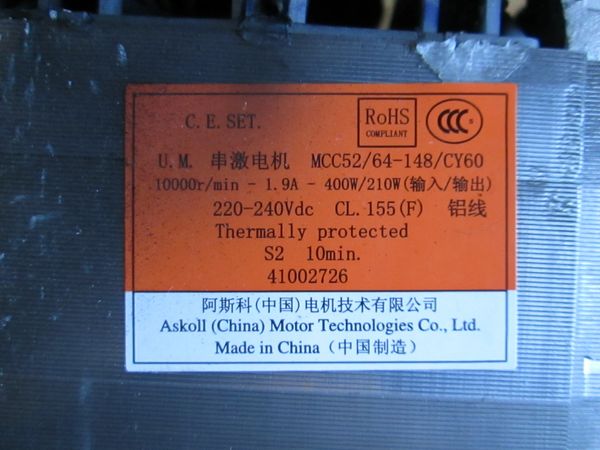 C.E.SET.
RoHS
COMPLIANT
CCC S
U.M. 串激电机 MCC52/64-148/CY60
10000r/min - 1.9A - 400W/210W(输入/输出)
220-240Vdc CL.155(F) 铝线
Thermally protected
S2 10min.
41002726
阿斯科(中国)电机技术有限公司
Askoll (China) Motor Technologies Co., Ltd.
Made in China (中国制造)